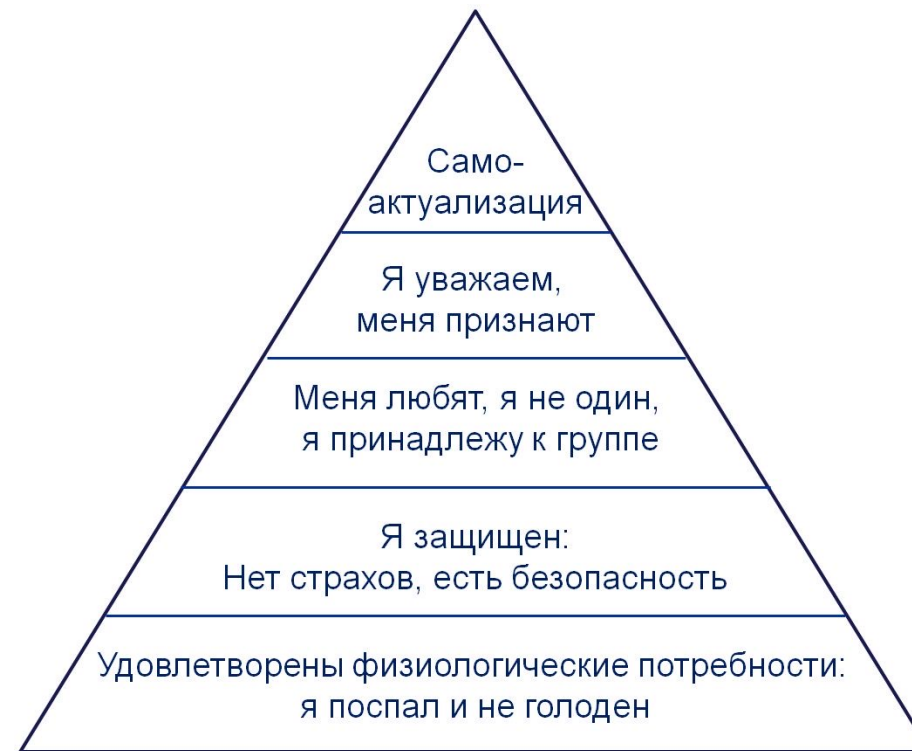 Само-
актуализация
Я уважаем,
меня признают
Меня любят, я не один,
я принадлежу к группе
Я защищен:
Нет страхов, есть безопасность
Удовлетворены физиологические потребности:
я поспал и не голоден